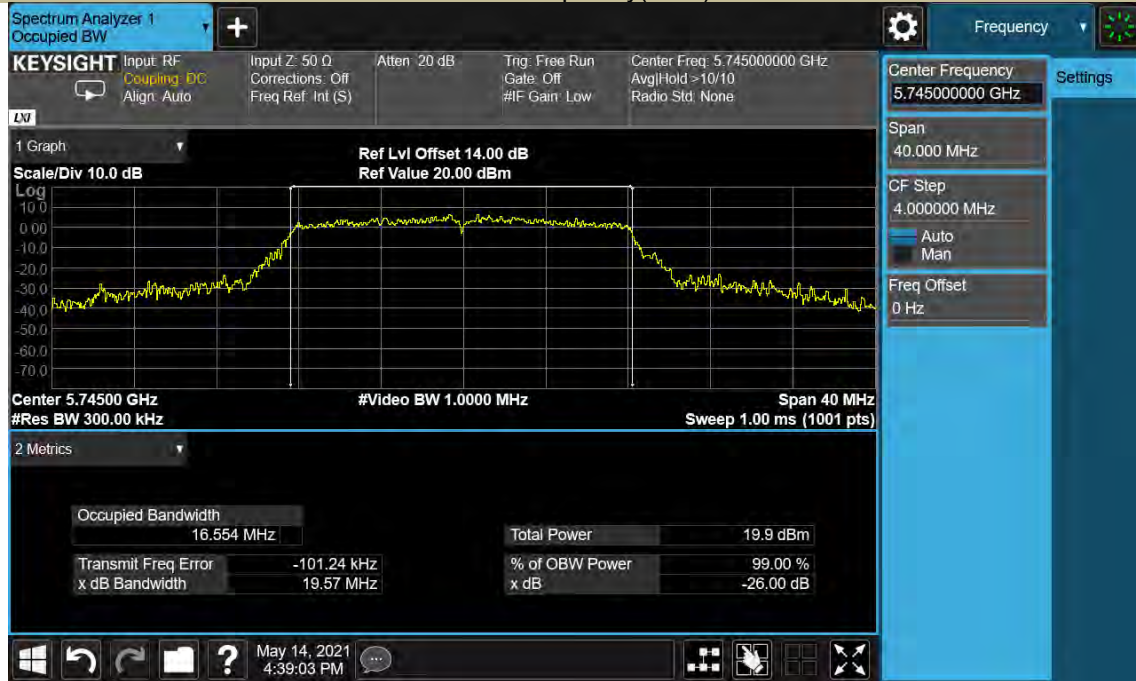 Spectrum Analyzer 1
Occupied BW
+
Frequency
KEYSIGHT
LXI
Input: RF
Coupling: DC
Align: Auto
Input Z: 50 Ω
Corrections: Off
Freq Ref: Int (S)
Atten: 20 dB
Trig: Free Run
Gate: Off
#IF Gain: Low
Center Freq: 5.745000000 GHz
Avg|Hold:>10/10
Radio Std: None
Center Frequency
5.745000000 GHz
Settings
Span
40.000 MHz
CF Step
4.000000 MHz
Auto
Man
Freq Offset
0 Hz
1 Graph
Scale/Div 10.0 dB
Ref Lvl Offset 14.00 dB
Ref Value 20.00 dBm
Log
10.0
0.00
-10.0
-20.0
-30.0
-40.0
-50.0
-60.0
-70.0
Center 5.74500 GHz
#Res BW 300.00 kHz
#Video BW 1.0000 MHz
Span 40 MHz
Sweep 1.00 ms (1001 pts)
2 Metrics
Occupied Bandwidth
16.554 MHz
Transmit Freq Error -101.24 kHz
x dB Bandwidth 19.57 MHz
Total Power 19.9 dBm
% of OBW Power 99.00 %
x dB -26.00 dB
?
May 14, 2021
4:39:03 PM